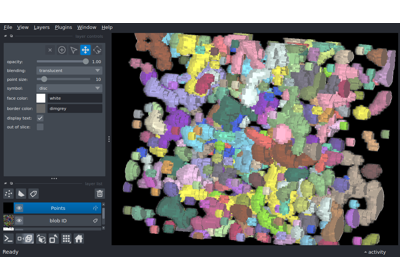 File View Layers Plugins Window Help
opacity: 1.00
blending: translucent
point size: 10
symbol: disc
face color: white
border color: dimgrey
display text:
out of slice:
Points
blob ID
Ready
activity